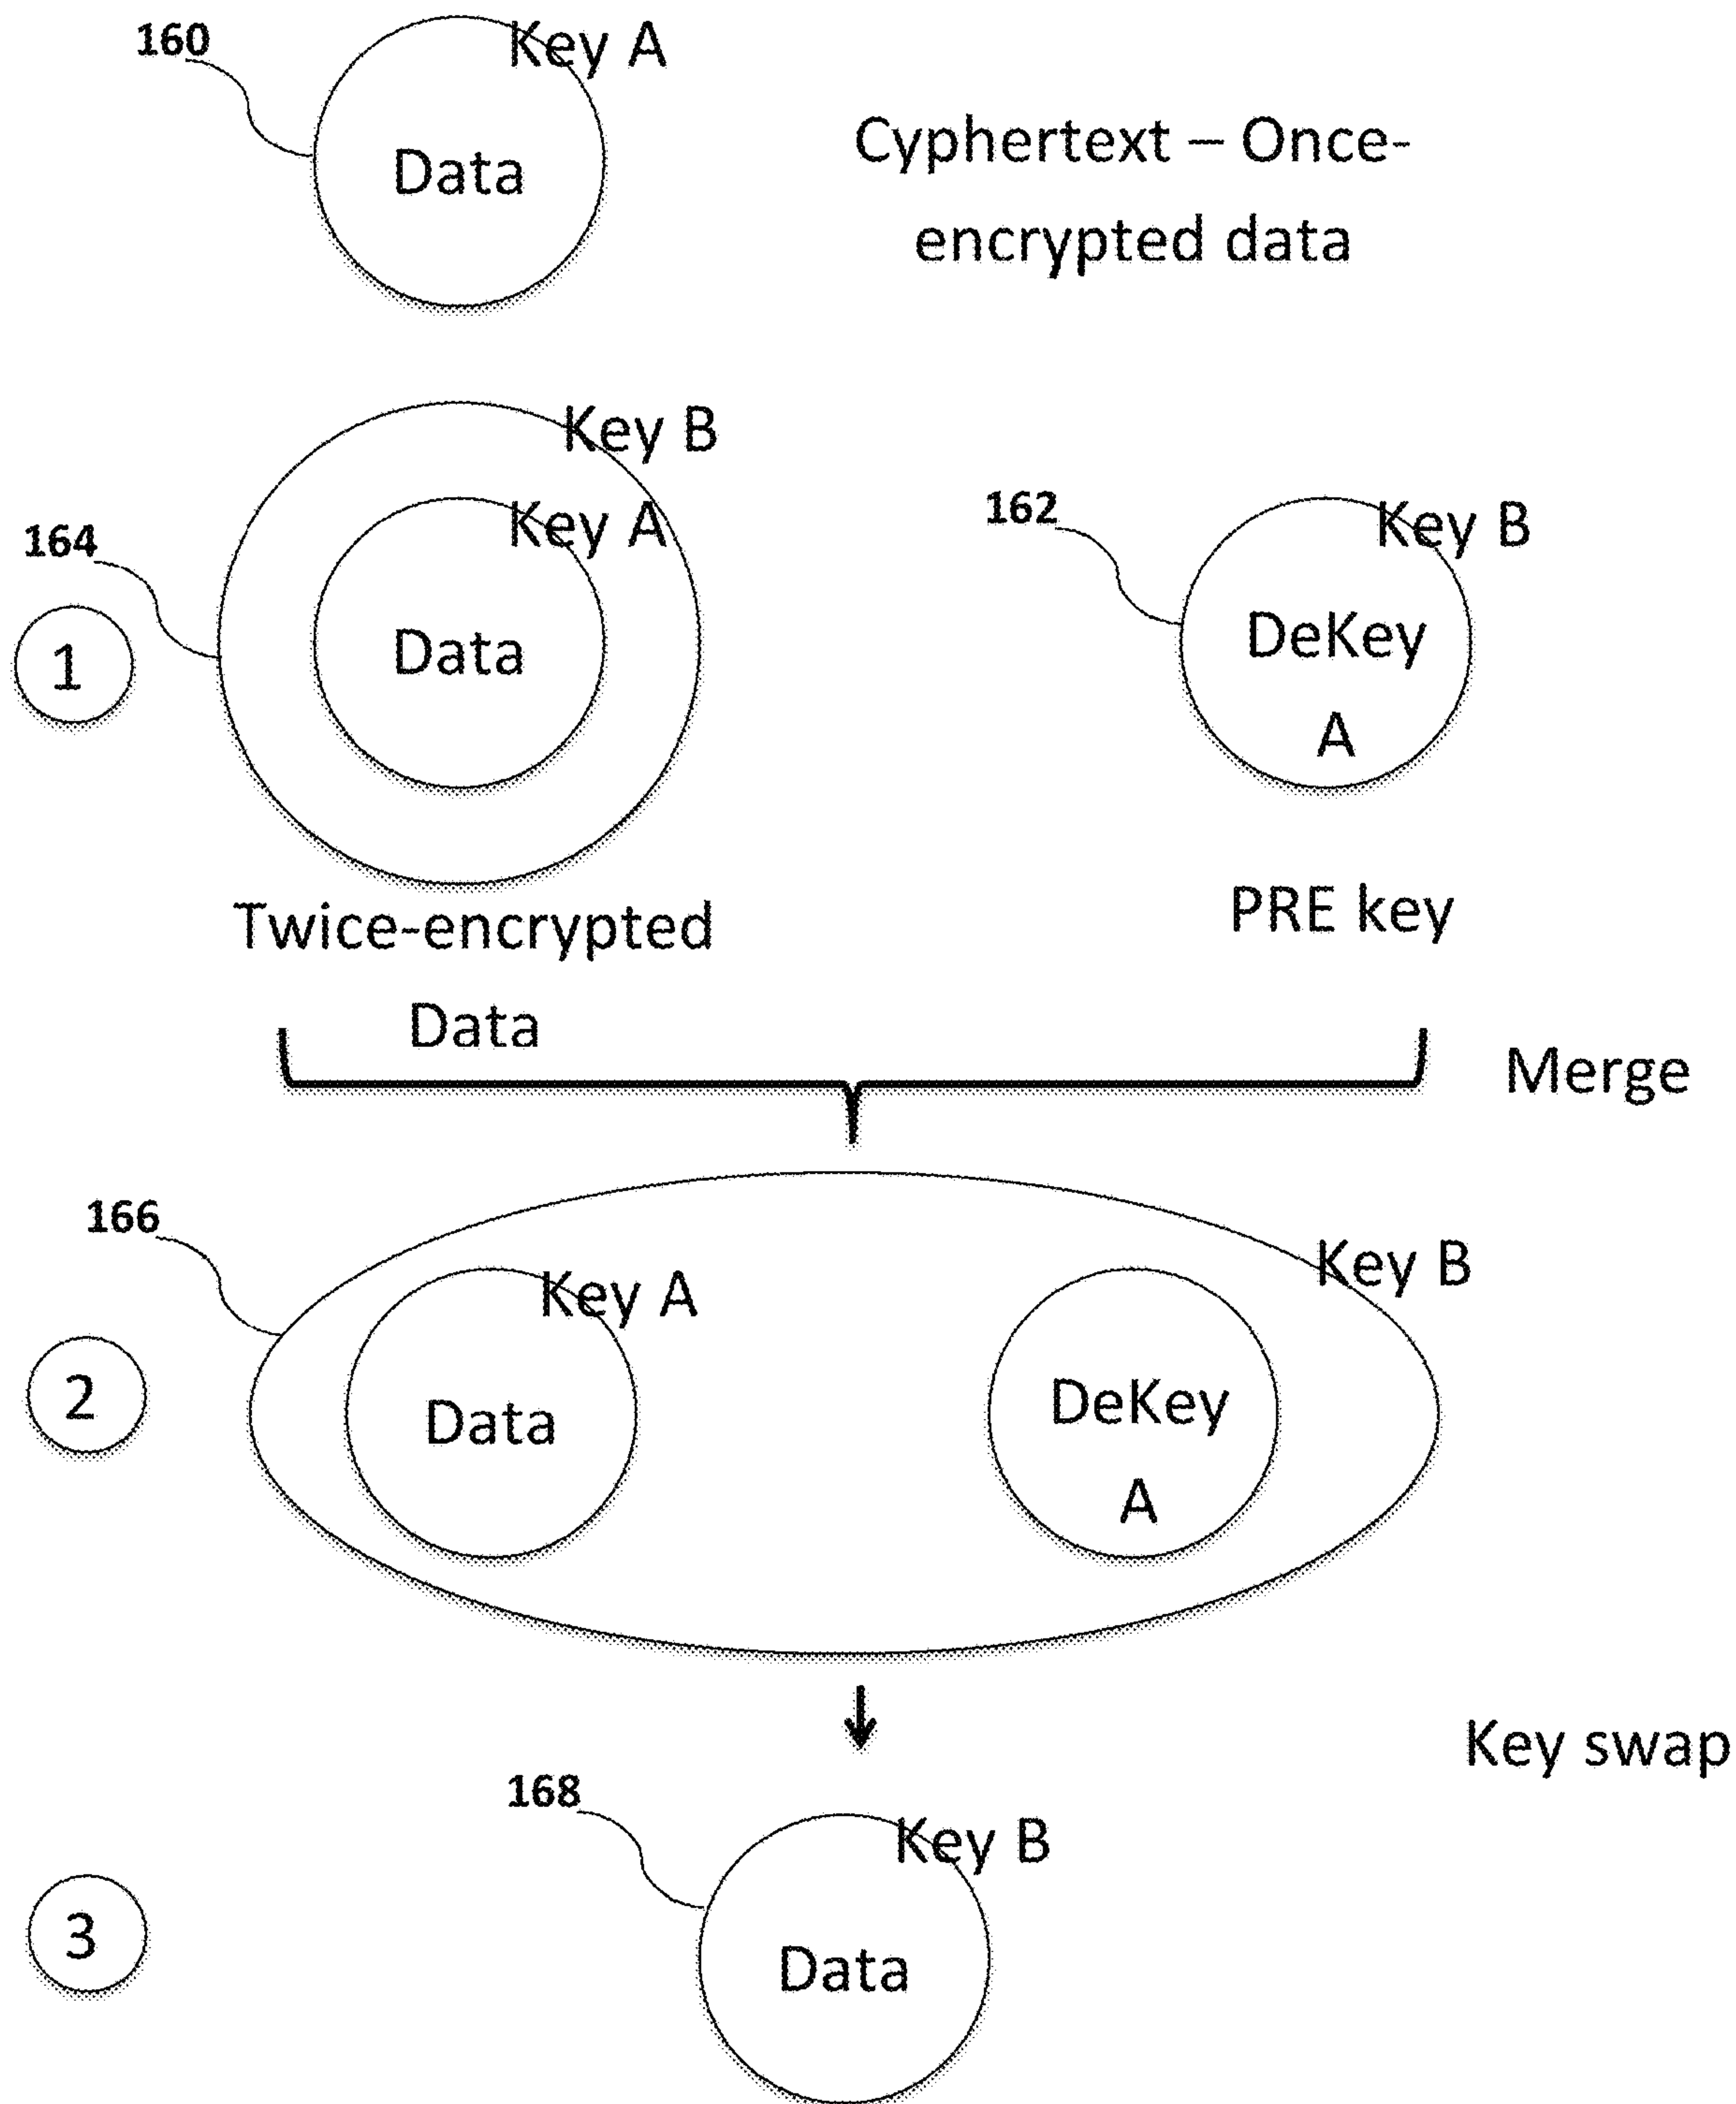 160
Key A
Data
Cyphertext – Once-
encrypted data
Key B
Key A
164
Data
1
162
Key B
DeKey
A
Twice-encrypted
Data
PRE key
Merge
166
Key A
Key B
Data
DeKey
A
2
Key swap
168
Key B
Data
3